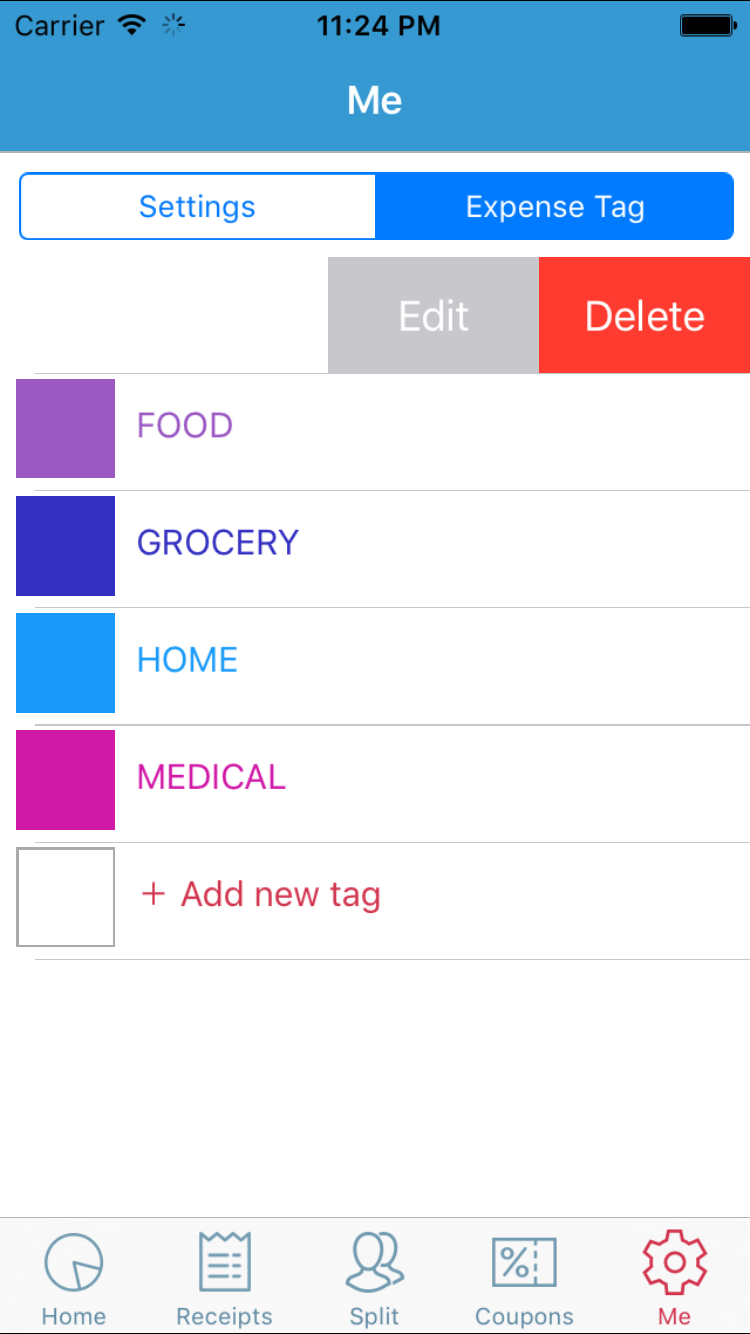 Carrier 11:24 PM
Me
Settings Expense Tag
Edit Delete
FOOD
GROCERY
HOME
MEDICAL
+ Add new tag
%
Home Receipts Split Coupons Me